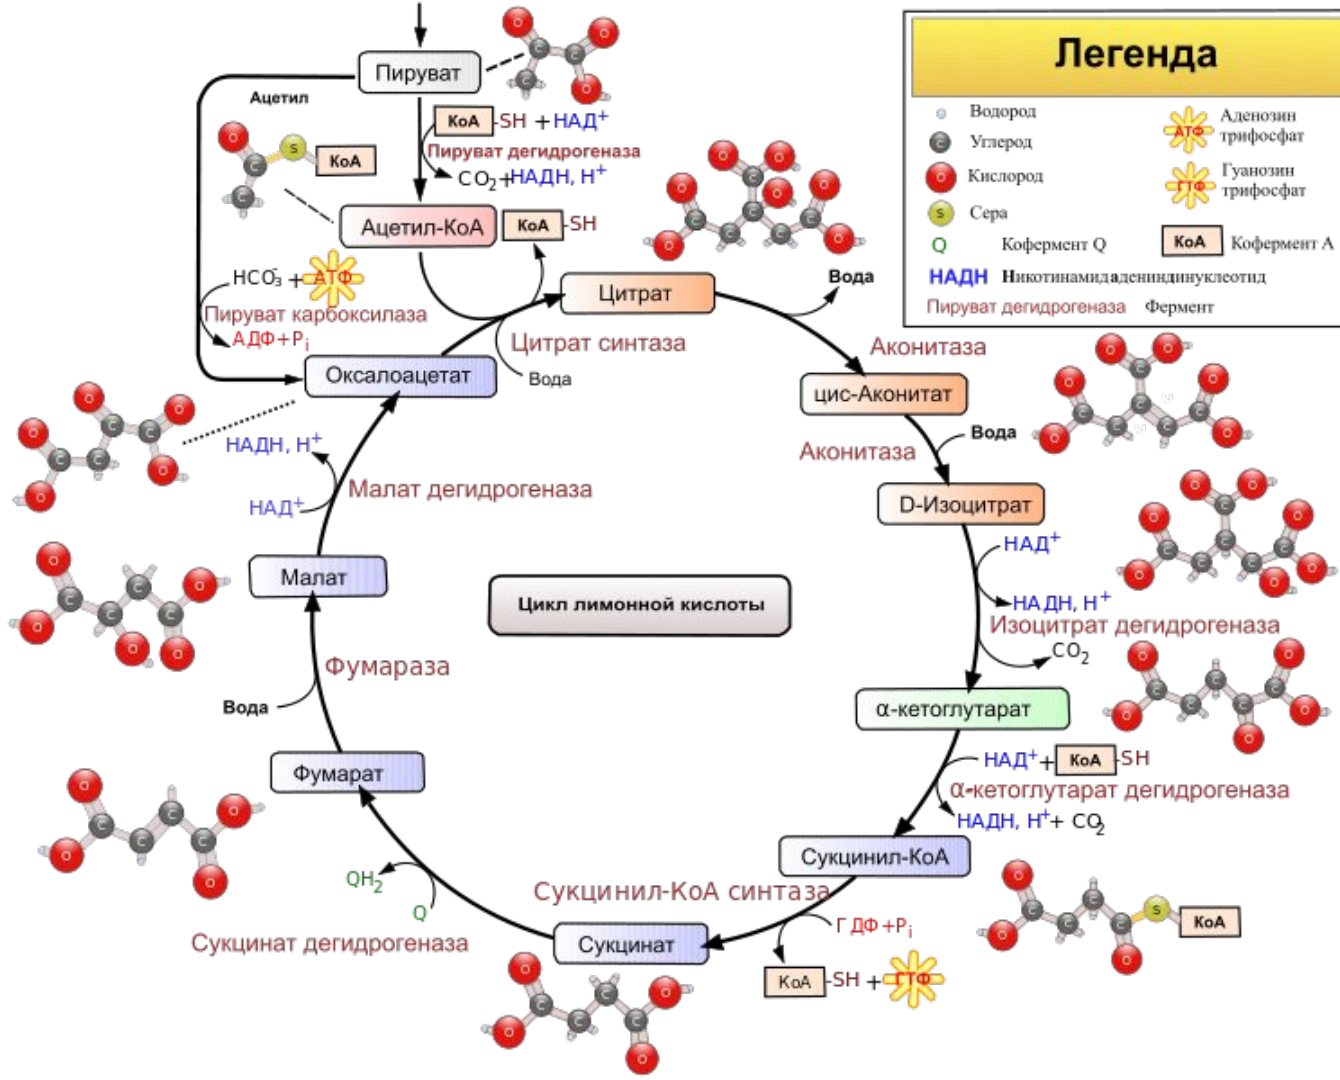 Легенда
Водород
Углерод
Кислород
Сера
Q Кофермент Q
НАДН Никотинамидадениндинуклеотид
Пируват дегидрогеназа Фермент
АТФ Аденозин
трифосфат
ГТФ Гуанозин
трифосфат
КоА Кофермент А
Пируват
Ацетил
S
КоА
КоА -SH + НАД⁺
Пируват дегидрогеназа
CO₂+НАДН, H⁺
Ацетил-КоА
КоА -SH
HCO₃⁻ + АТФ
Пируват карбоксилаза
АДФ+Pᵢ
Цитрат
Вода
Цитрат синтаза
Вода
Оксалоацетат
Аконитаза
цис-Аконитат
Аконитаза
Вода
D-Изоцитрат
НАД⁺
НАДН, H⁺
Изоцитрат дегидрогеназа
CO₂
α-кетоглутарат
НАД⁺+ КоА -SH
α-кетоглутарат дегидрогеназа
НАДН, H⁺+ CO₂
Сукцинил-КоА
S
КоА
Сукцинил-КоА синтаза
ГДФ+Pᵢ
КоА -SH + ГТФ
Сукцинат
Сукцинат дегидрогеназа
Q
QH₂
Фумарат
Вода
Фумараза
Малат
Малат дегидрогеназа
НАД⁺
НАДН, H⁺
Цикл лимонной кислоты